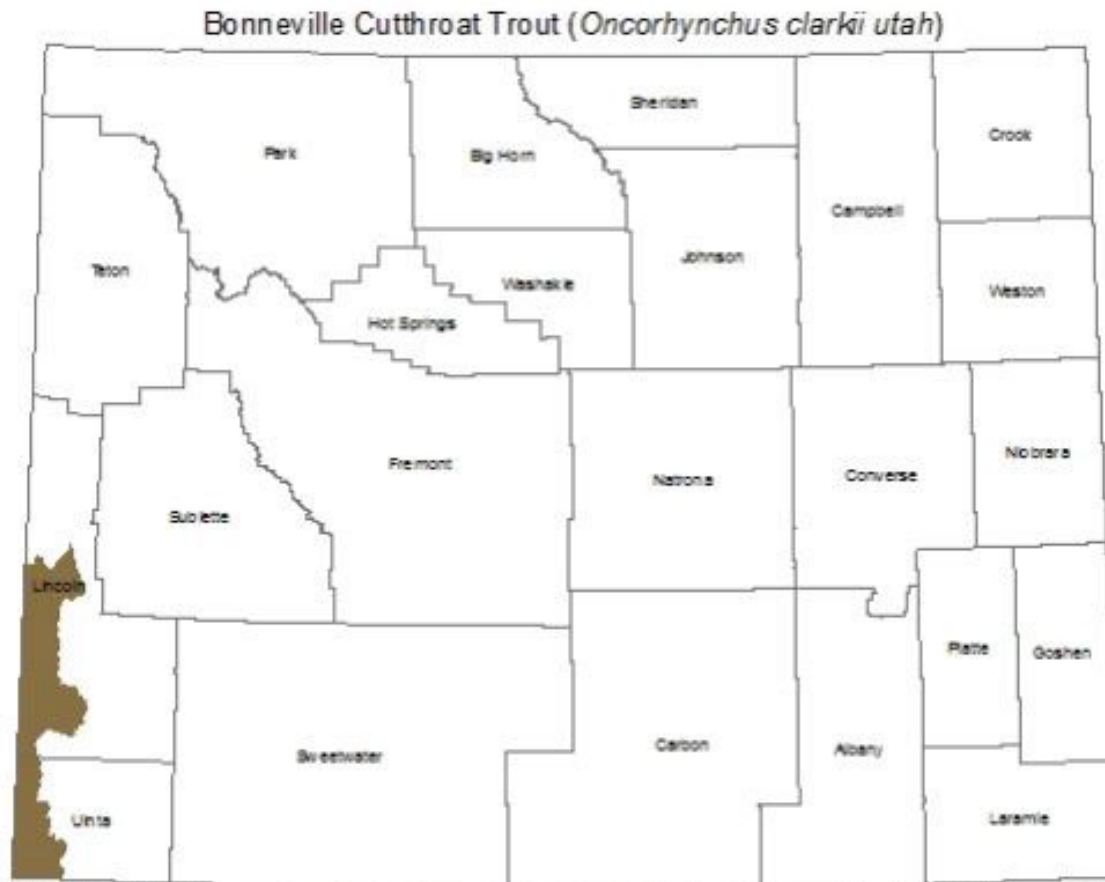 Bonneville Cutthroat Trout (Oncorhynchus clarkii utah)
Sheridan
Crook
Park
Big Horn
Campbell
Johnson
Teton
Washakie
Weston
Hot Springs
Fremont
Niobrara
Natrona
Converse
Sublette
Lincoln
Platte
Goshen
Sweetwater
Carbon
Albany
Uinta
Laramie